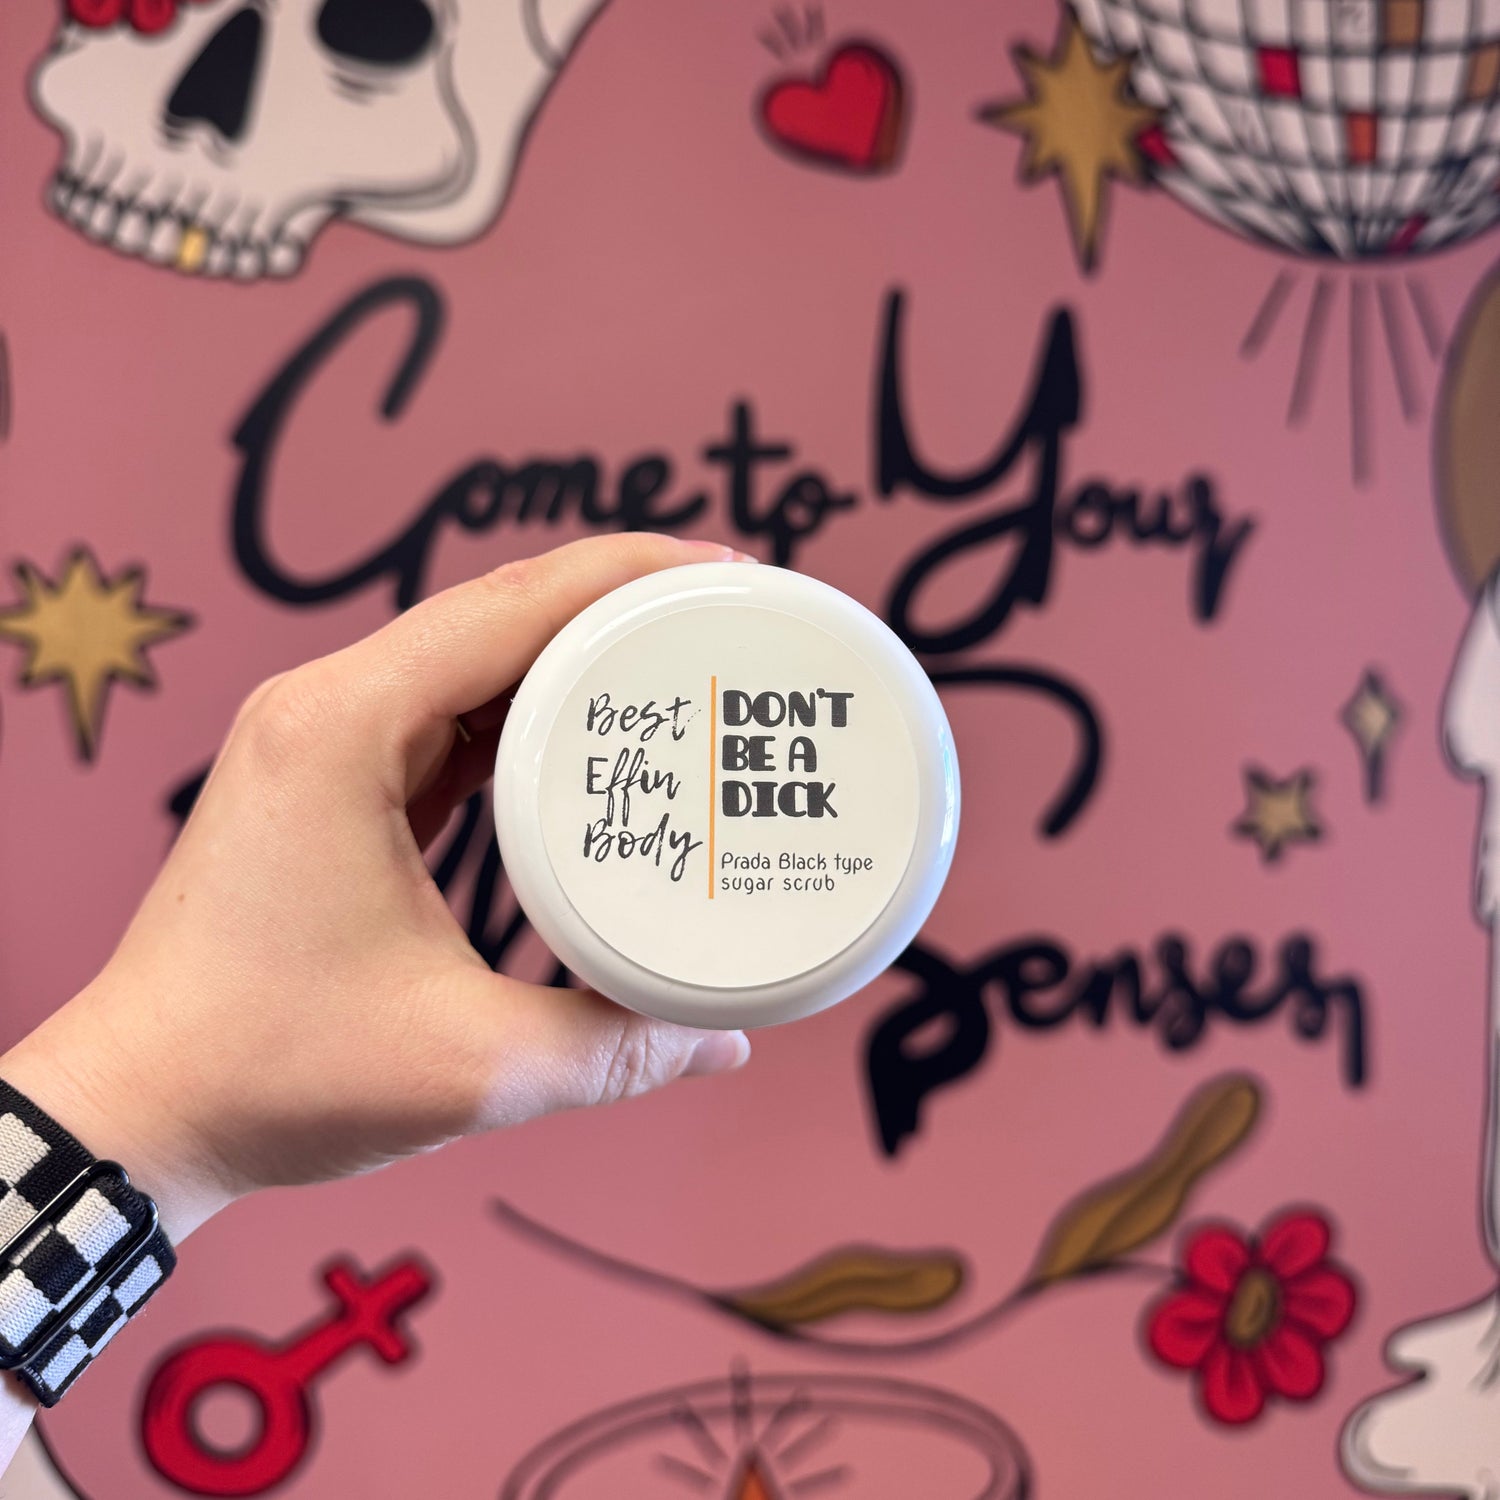 Come to Your
Senses
Best
Effin
Body
DON'T
BE A
DICK
Prada Black type
sugar scrub